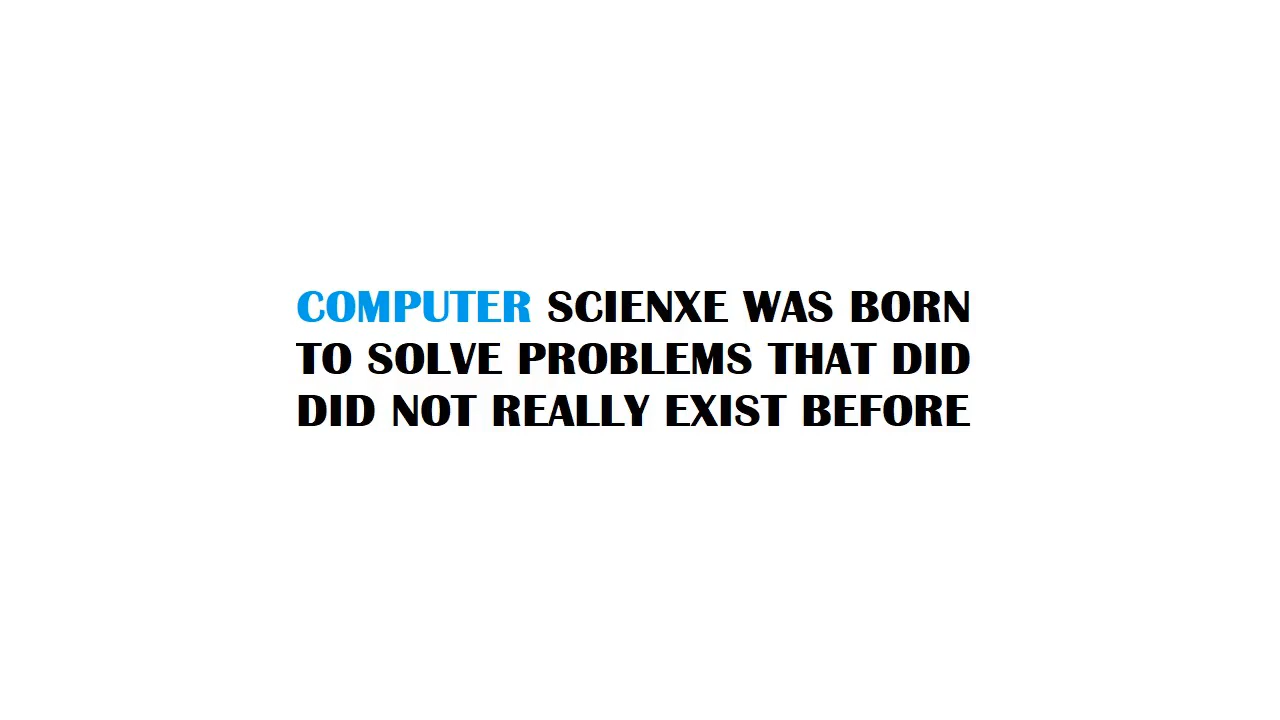 COMPUTER SCIENXE WAS BORN
TO SOLVE PROBLEMS THAT DID
DID NOT REALLY EXIST BEFORE